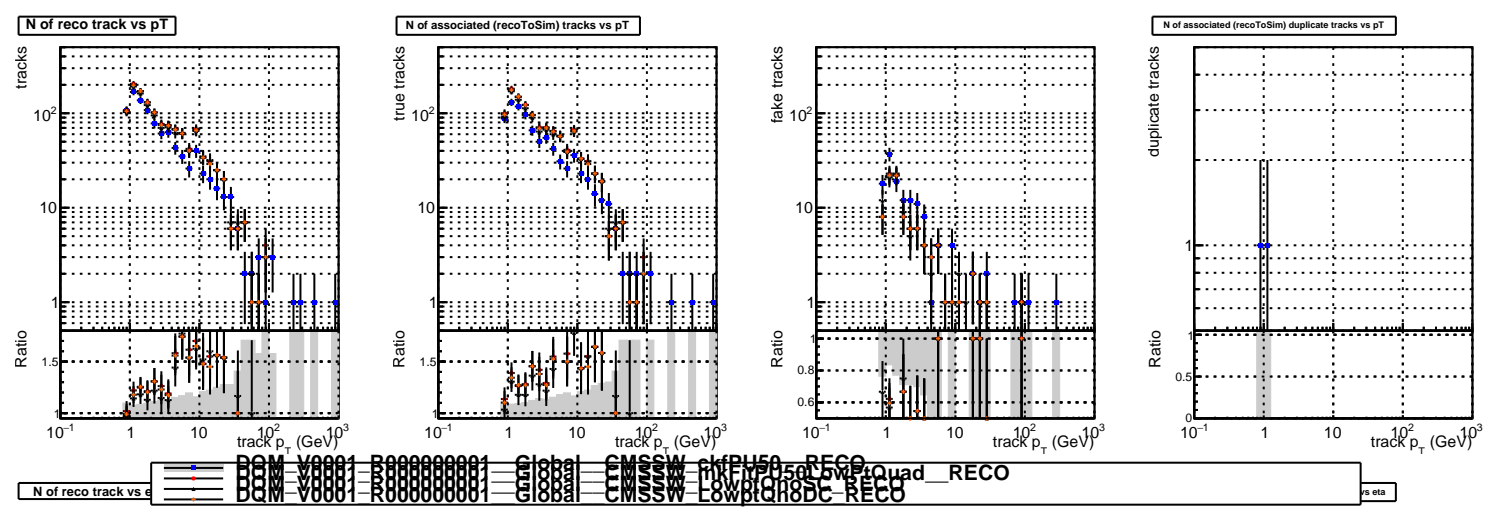 N of reco track vs pT
N of associated (recoToSim) tracks vs pT
N of associated (recoToSim) duplicate tracks vs pT
tracks
10²
10
1
Ratio
1.5
1
10⁻¹ 1 10 10² 10³
track p_T (GeV)
true tracks
10²
10
1
Ratio
1.5
1
10⁻¹ 1 10 10² 10³
track p_T (GeV)
fake tracks
10²
10
1
Ratio
1
0.8
0.6
10⁻¹ 1 10 10² 10³
track p_T (GeV)
duplicate tracks
1
Ratio
1
0.5
0
10⁻¹ 1 10 10² 10³
track p_T (GeV)
DQM_V0001_R000000001__Global__CMSSW_ckfPU50__RECO
DQM_V0001_R000000001__Global__CMSSW_mkFitPU50LowPtQuad__RECO
DQM_V0001_R000000001__Global__CMSSW_LowptQnoSC_RECO
DQM_V0001_R000000001__Global__CMSSW_LowptQnoDC_RECO
N of reco track vs e
vs eta